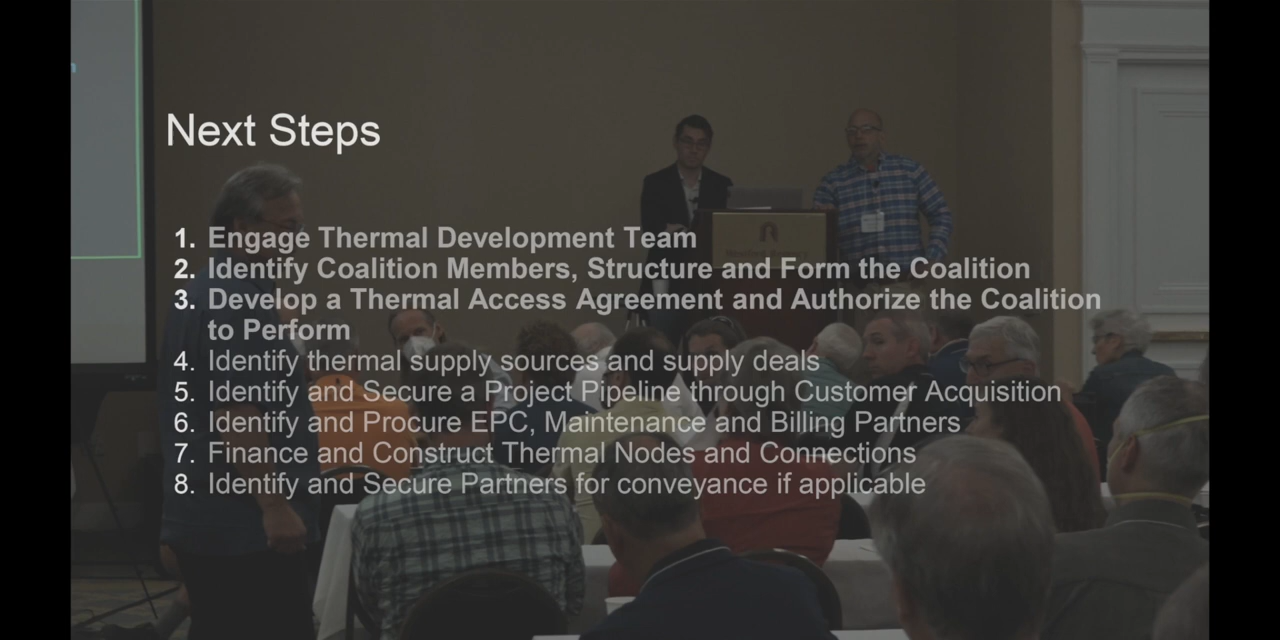 Next Steps
1. Engage Thermal Development Team
2. Identify Coalition Members, Structure and Form the Coalition
3. Develop a Thermal Access Agreement and Authorize the Coalition
to Perform
4. Identify thermal supply sources and supply deals
5. Identify and Secure a Project Pipeline through Customer Acquisition
6. Identify and Procure EPC, Maintenance and Billing Partners
7. Finance and Construct Thermal Nodes and Connections
8. Identify and Secure Partners for conveyance if applicable